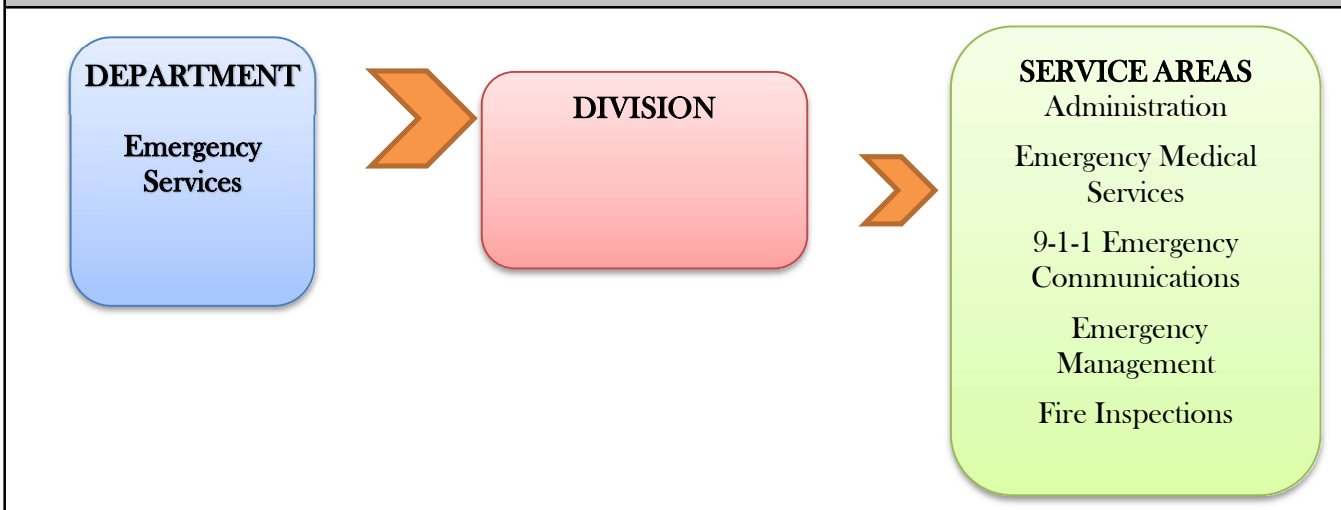 DEPARTMENT
Emergency
Services
DIVISION
SERVICE AREAS
Administration
Emergency Medical
Services
9-1-1 Emergency
Communications
Emergency
Management
Fire Inspections